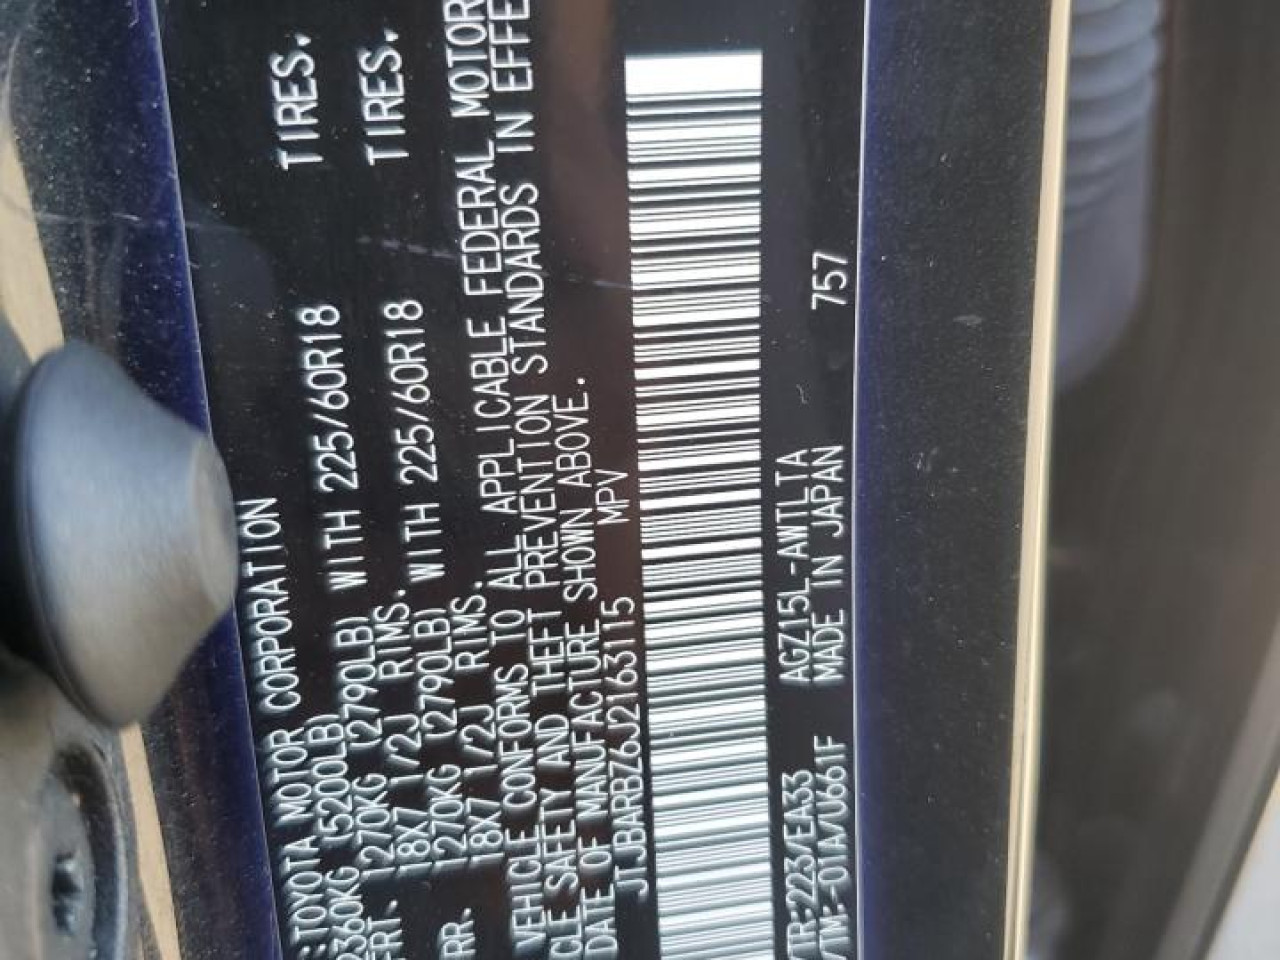 :TOYOTA MOTOR CORPORATION
2360KG (5200LB)
FRT. 1270KG (2790LB) WITH 225/60R18 TIRES.
18X7 1/2J RIMS.
RR. 1270KG (2790LB) WITH 225/60R18 TIRES.
18X7 1/2J RIMS.
VEHICLE CONFORMS TO ALL APPLICABLE FEDERAL MOTOR
CLE SAFETY AND THEFT PREVENTION STANDARDS IN EFFE
DATE OF MANUFACTURE SHOWN ABOVE.
JTJBARBZ6J2163115 MPV
/TR:223/EA33 AGZ15L-AWTLTA 757
/TM:-01A/U661F MADE IN JAPAN